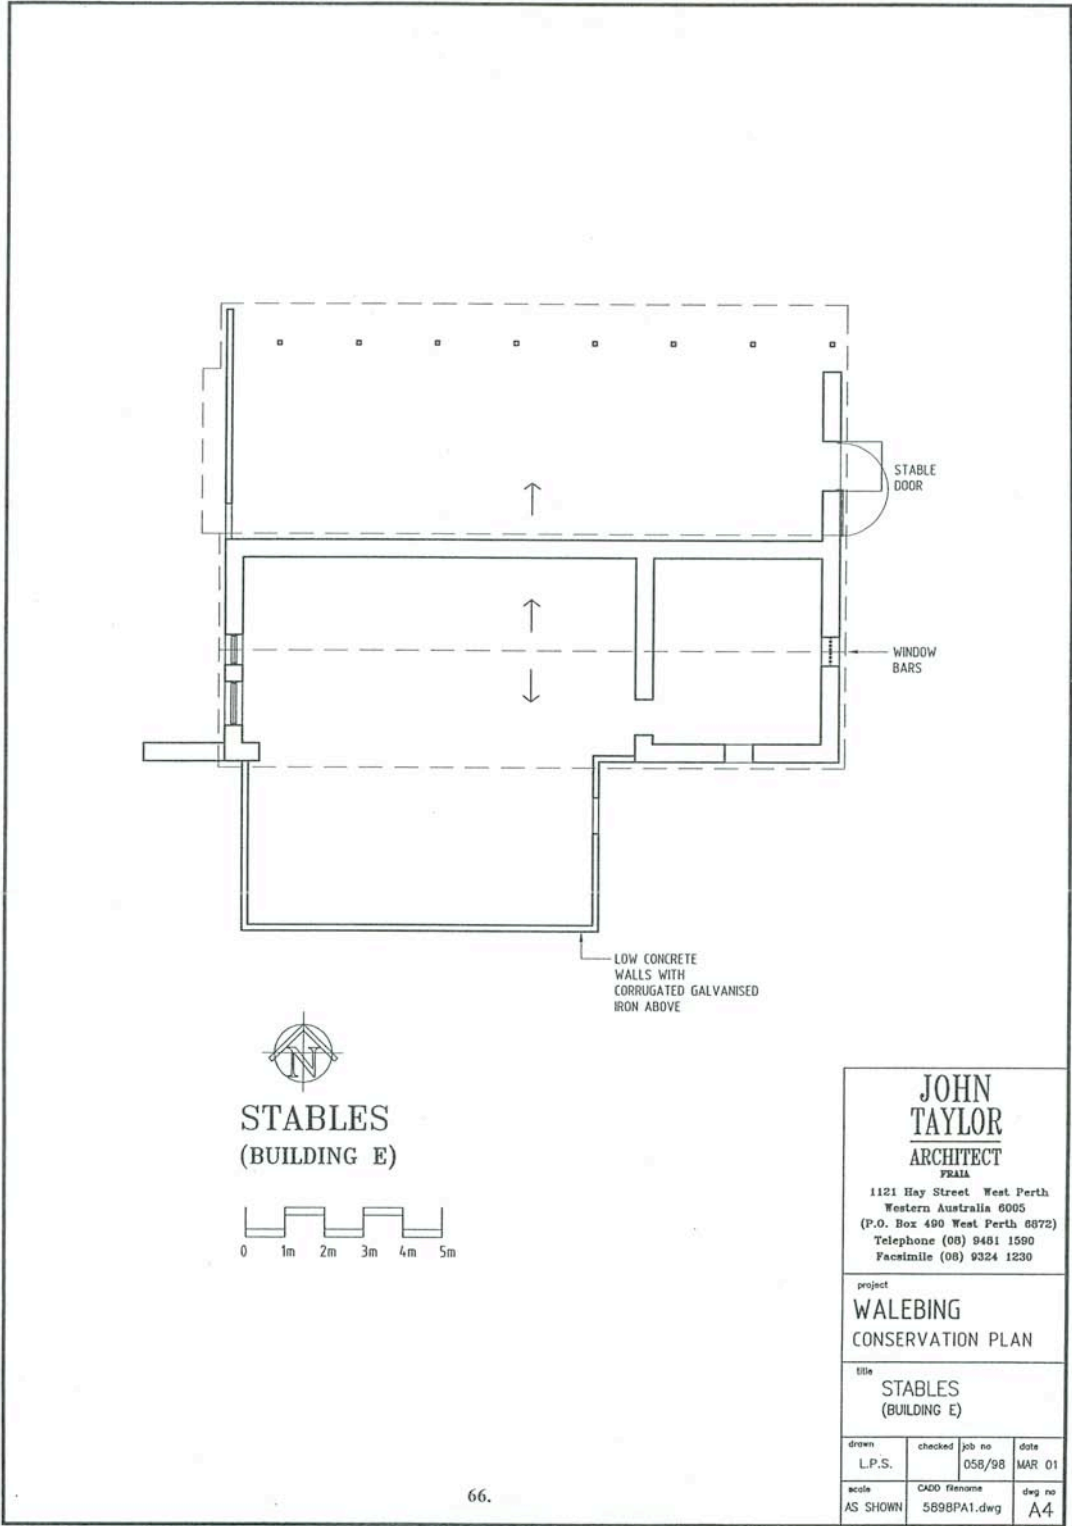 STABLE
DOOR
WINDOW
BARS
LOW CONCRETE
WALLS WITH
CORRUGATED GALVANISED
IRON ABOVE
N
STABLES
(BUILDING E)
0 1m 2m 3m 4m 5m
JOHN
TAYLOR
ARCHITECT
FRAIA
1121 Hay Street West Perth
Western Australia 6005
(P.O. Box 490 West Perth 6872)
Telephone (08) 9481 1590
Facsimile (08) 9324 1230
project
WALEBING
CONSERVATION PLAN
title
STABLES
(BUILDING E)
drawn checked job no date
L.P.S. 058/98 MAR 01
scale CADD filename dwg no
AS SHOWN 5898PA1.dwg A4
66.